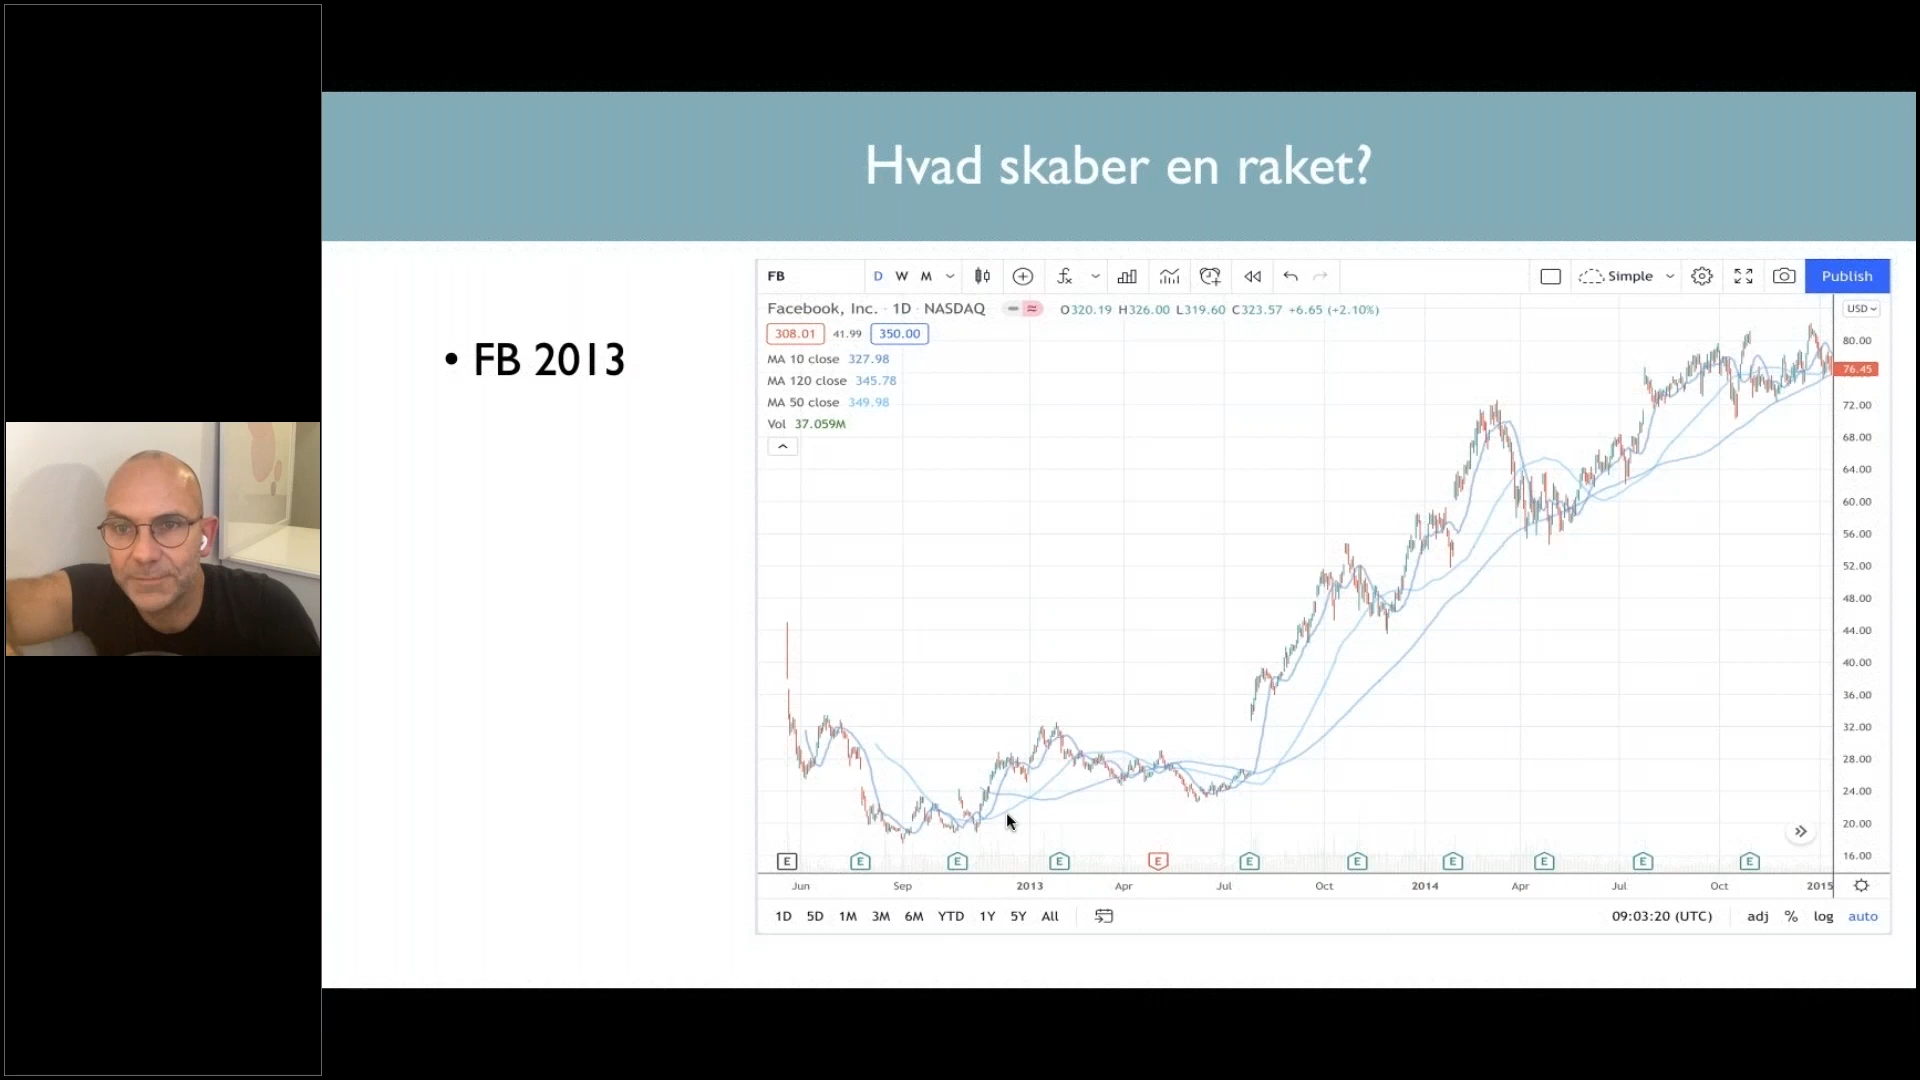 Hvad skaber en raket?
• FB 2013
FB D W M Simple Publish
Facebook, Inc. · 1D · NASDAQ O320.19 H326.00 L319.60 C323.57 +6.65 (+2.10%) USD
308.01 41.99 350.00
MA 10 close 327.98
MA 120 close 345.78
MA 50 close 349.98
Vol 37.059M
80.00
76.45
72.00
68.00
64.00
60.00
56.00
52.00
48.00
44.00
40.00
36.00
32.00
28.00
24.00
20.00
16.00
E E E E E E E E E E E
Jun Sep 2013 Apr Jul Oct 2014 Apr Jul Oct 2015
1D 5D 1M 3M 6M YTD 1Y 5Y All 09:03:20 (UTC) adj % log auto